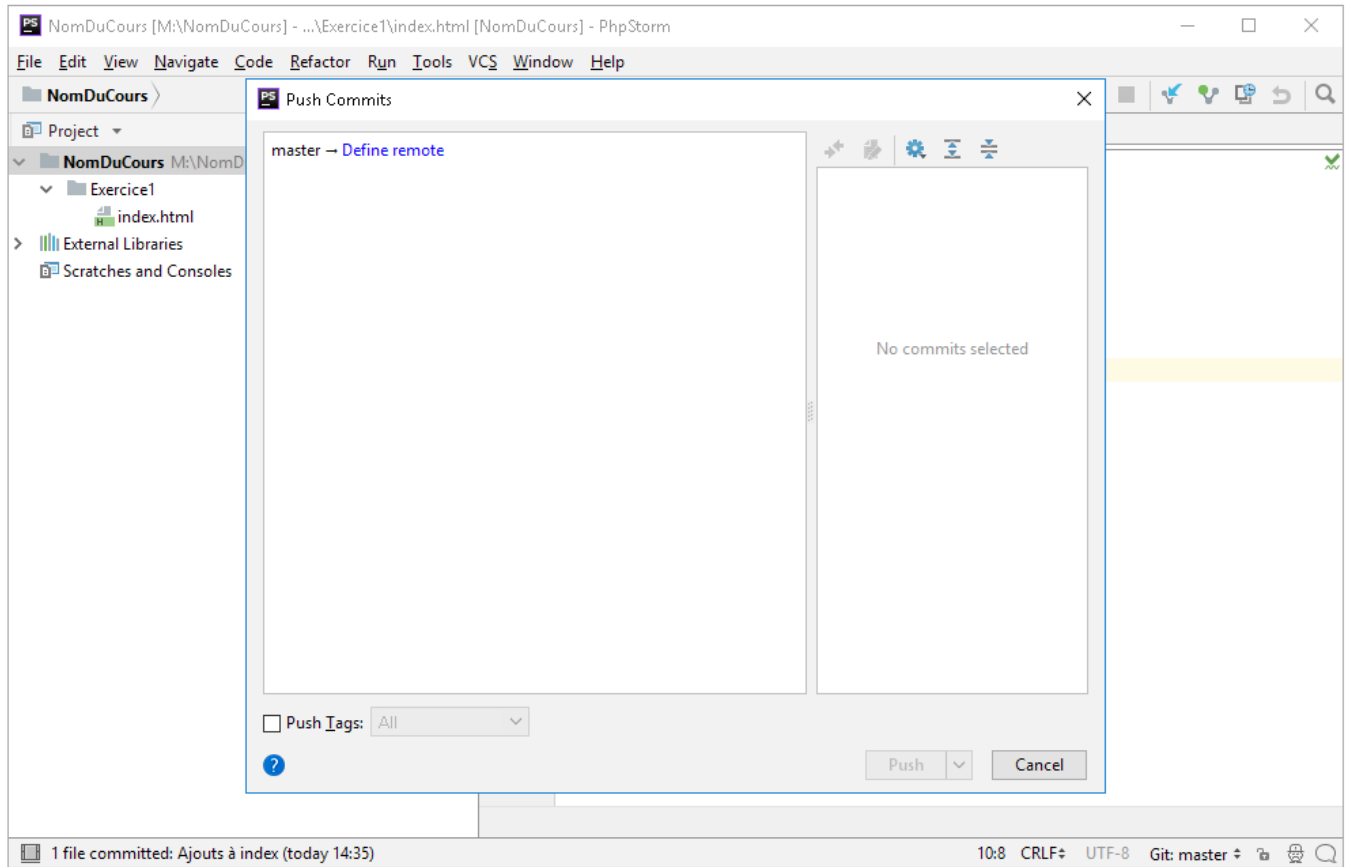 PS NomDuCours [M:\NomDuCours] - ...\Exercice1\index.html [NomDuCours] - PhpStorm
File Edit View Navigate Code Refactor Run Tools VCS Window Help
NomDuCours
PS Push Commits
Project
master → Define remote
NomDuCours M:\NomD
Exercice1
H index.html
External Libraries
Scratches and Consoles
No commits selected
Push Tags: All
? Push Cancel
1 file committed: Ajouts à index (today 14:35) 10:8 CRLF UTF-8 Git: master